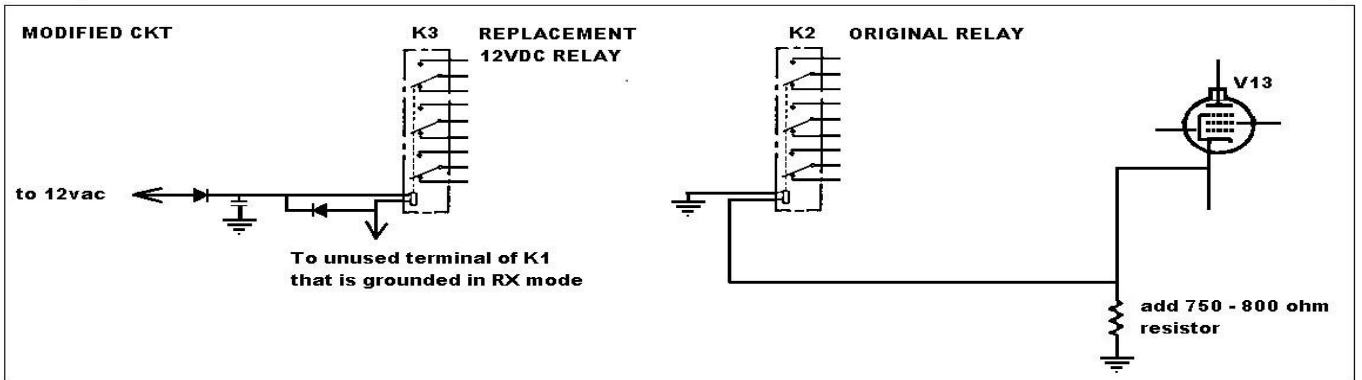 MODIFIED CKT
K3 REPLACEMENT
12VDC RELAY
K2 ORIGINAL RELAY
V13
to 12vac
To unused terminal of K1
that is grounded in RX mode
add 750 - 800 ohm
resistor